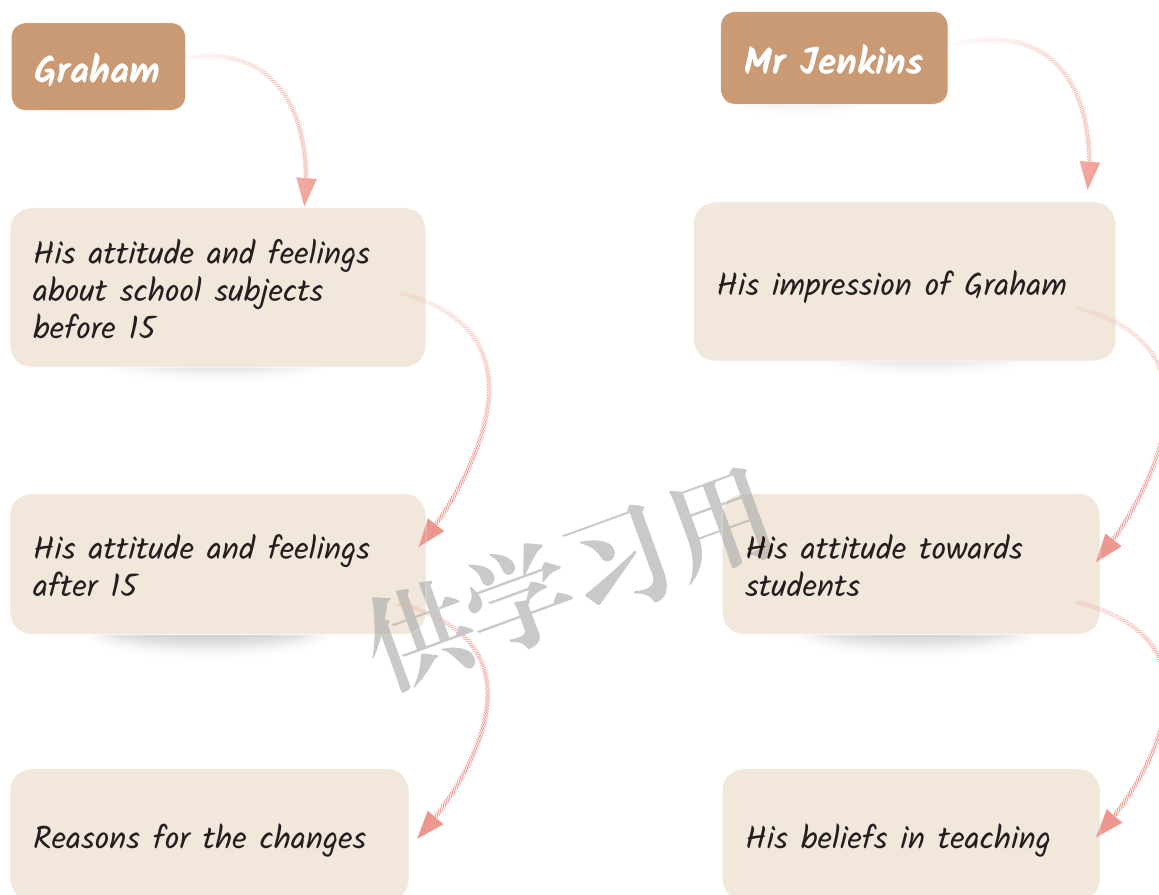 Graham
His attitude and feelings
about school subjects
before 15
His attitude and feelings
after 15
Reasons for the changes
Mr Jenkins
His impression of Graham
His attitude towards
students
His beliefs in teaching
供学习用